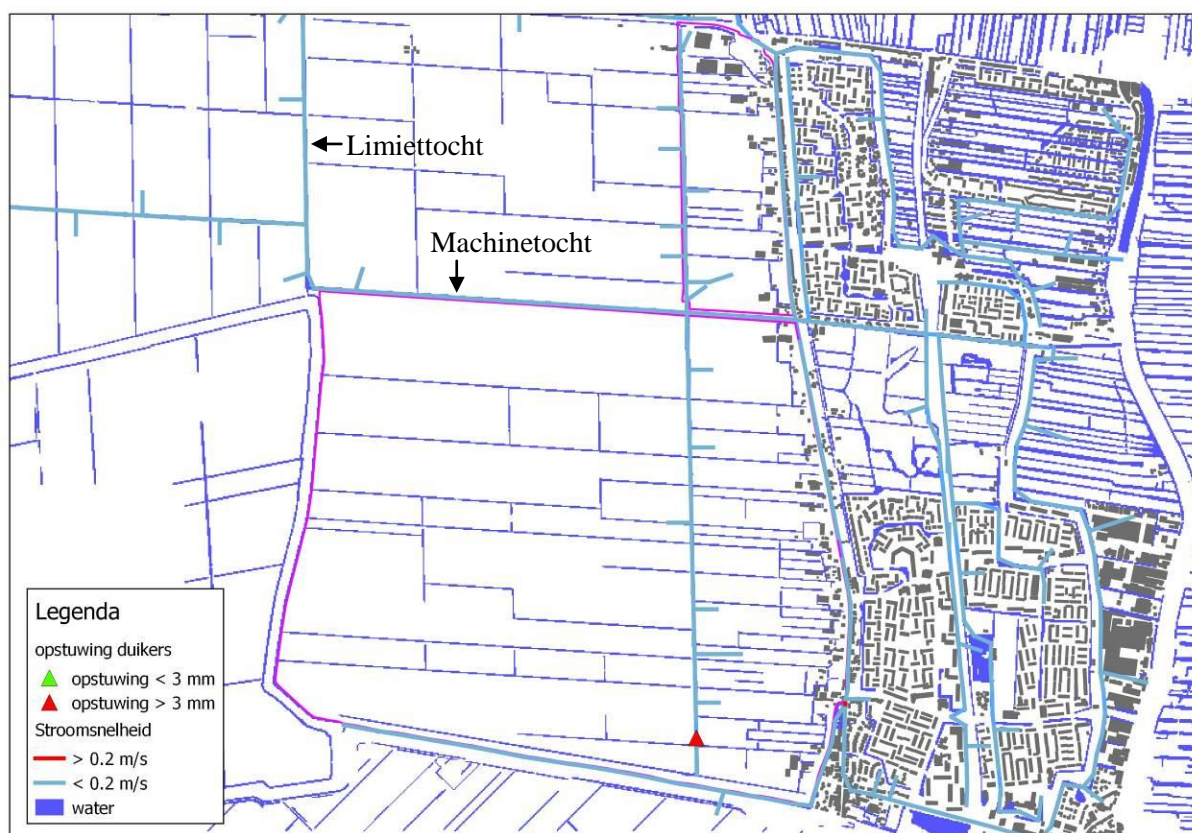 Limiettocht
Machinetocht
Legenda
opstuwing duikers
opstuwing < 3 mm
opstuwing > 3 mm
Stroomsnelheid
> 0.2 m/s
< 0.2 m/s
water